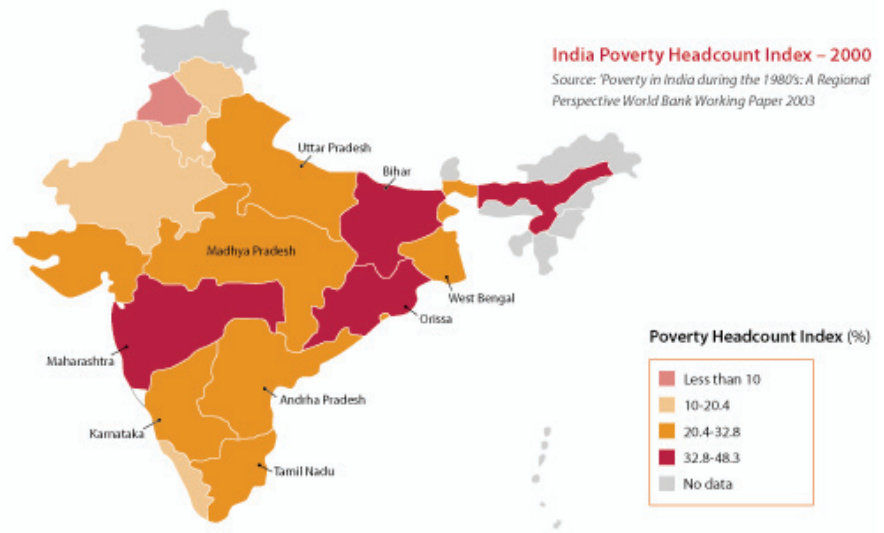 India Poverty Headcount Index – 2000
Source: 'Poverty in India during the 1980's: A Regional
Perspective World Bank Working Paper 2003
Uttar Pradesh
Bihar
Madhya Pradesh
West Bengal
Orissa
Maharashtra
Andrha Pradesh
Karnataka
Tamil Nadu
Poverty Headcount Index (%)
Less than 10
10-20.4
20.4-32.8
32.8-48.3
No data